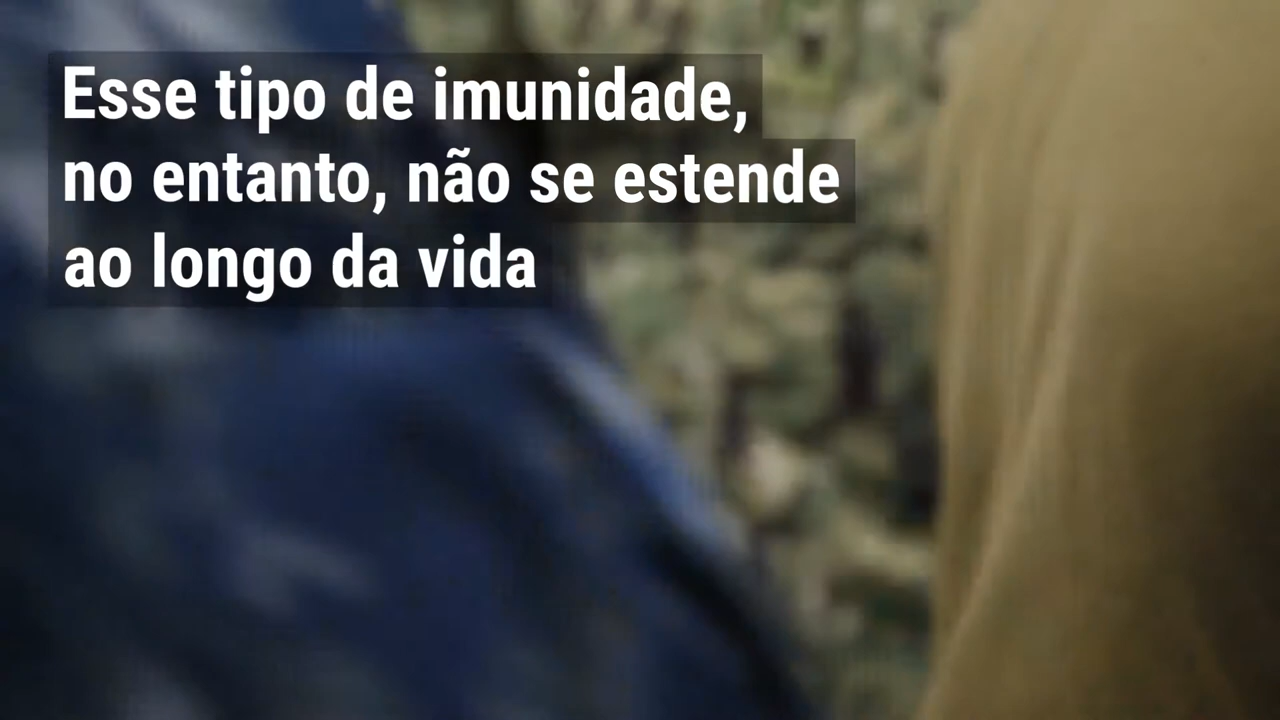 Esse tipo de imunidade,
no entanto, não se estende
ao longo da vida